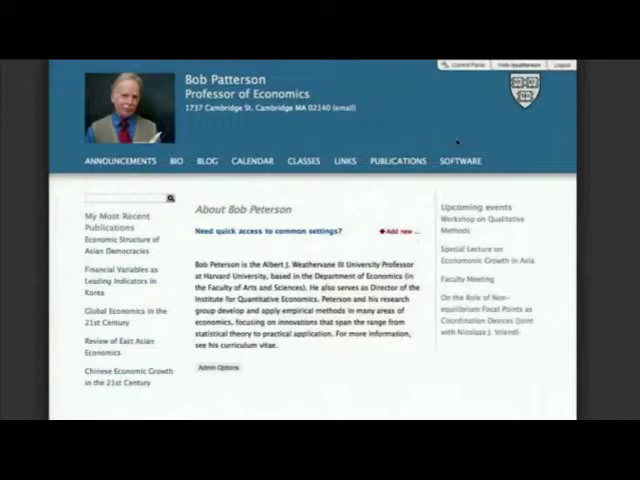 Control Panel
Hello bpatterson
Logout
Bob Patterson
Professor of Economics
1737 Cambridge St. Cambridge MA 02140 (email)
ANNOUNCEMENTS BIO BLOG CALENDAR CLASSES LINKS PUBLICATIONS SOFTWARE
My Most Recent
Publications
Economic Structure of
Asian Democracies
Financial Variables as
Leading Indicators in
Korea
Global Economics in the
21st Century
Review of East Asian
Economies
Chinese Economic Growth
in the 21st Century
About Bob Peterson
Need quick access to common settings?
Add new ...
Bob Peterson is the Albert J. Weathervane III University Professor
at Harvard University, based in the Department of Economics (in
the Faculty of Arts and Sciences). He also serves as Director of the
Institute for Quantitative Economics. Peterson and his research
group develop and apply empirical methods in many areas of
economics, focusing on innovations that span the range from
statistical theory to practical application. For more information,
see his curriculum vitae.
Admin Options
Upcoming events
Workshop on Qualitative
Methods
Special Lecture on
Econonomic Growth in Asia
Faculty Meeting
On the Role of Non-
equilibrium Focal Points as
Coordination Devices (joint
with Nicolaas J. Vriend)